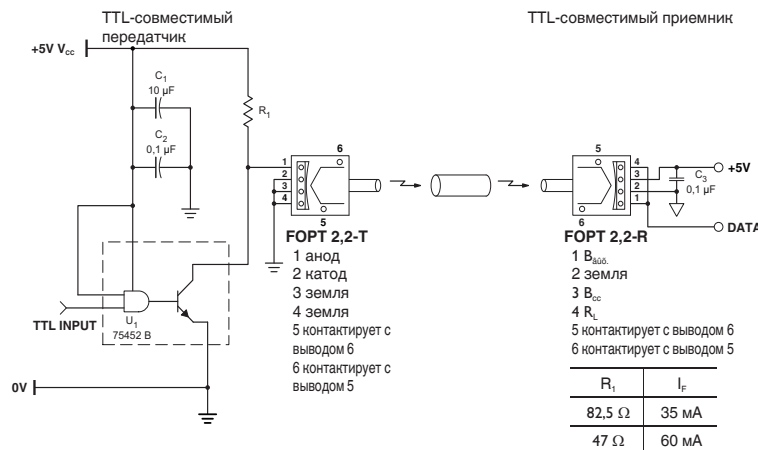 TTL-совместимый
передатчик
TTL-совместимый приемник
+5V Vcc
C1
10 µF
C2
0,1 µF
R1
6
1
2
3
4
5
FOPT 2,2-T
1 анод
2 катод
3 земля
4 земля
5 контактирует с
выводом 6
6 контактирует с
выводом 5
5
4
3
2
1
6
+5V
C3
0,1 µF
DATA
FOPT 2,2-R
1 Bâûõ.
2 земля
3 Bcc
4 RL
5 контактирует с выводом 6
6 контактирует с выводом 5
TTL INPUT
U1
75452 B
0V
R1 IF
82,5 Ω 35 мА
47 Ω 60 мА